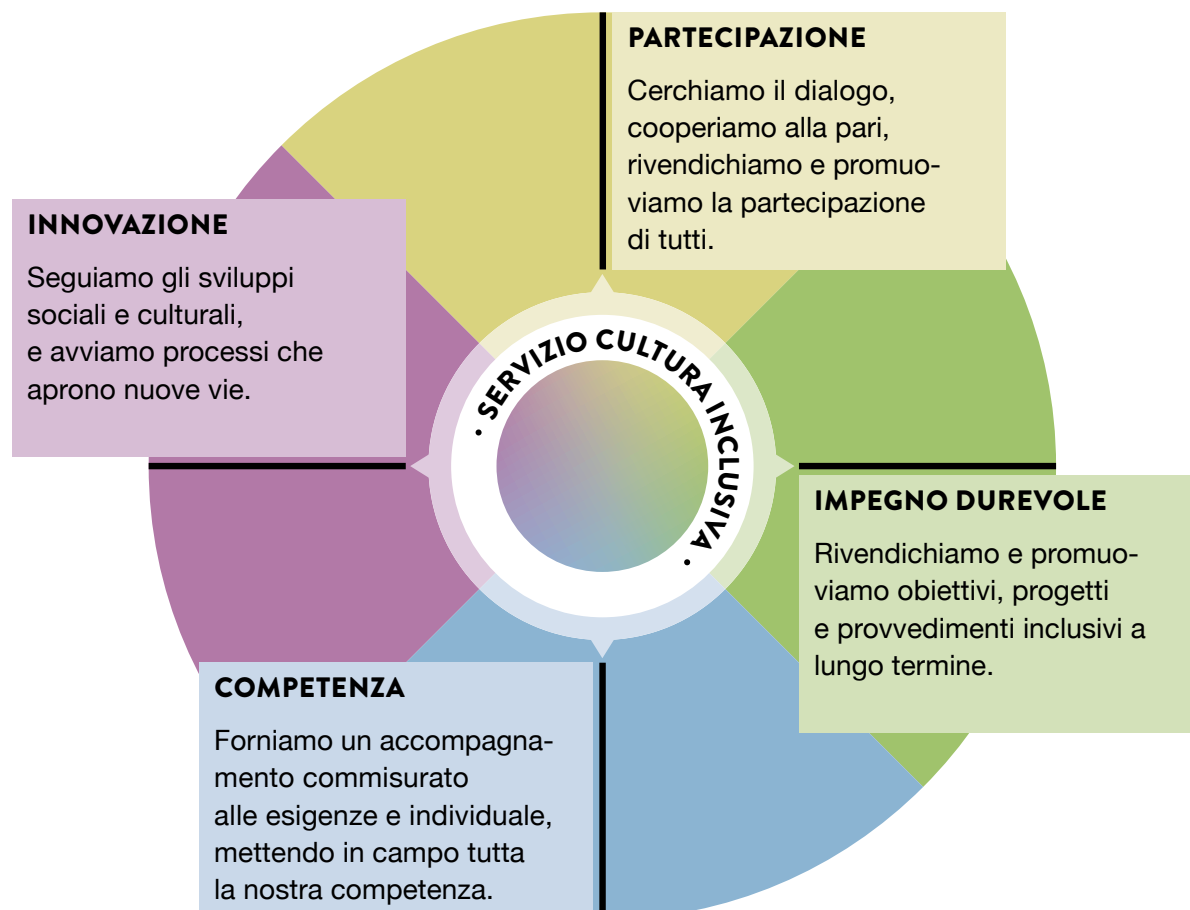 PARTECIPAZIONE
Cerchiamo il dialogo,
cooperiamo alla pari,
rivendichiamo e promuo-
viamo la partecipazione
di tutti.
INNOVAZIONE
Seguiamo gli sviluppi
sociali e culturali,
e avviamo processi che
aprono nuove vie.
· SERVIZIO CULTURA INCLUSIVA ·
IMPEGNO DUREVOLE
Rivendichiamo e promuo-
viamo obiettivi, progetti
e provvedimenti inclusivi a
lungo termine.
COMPETENZA
Forniamo un accompagna-
mento commisurato
alle esigenze e individuale,
mettendo in campo tutta
la nostra competenza.